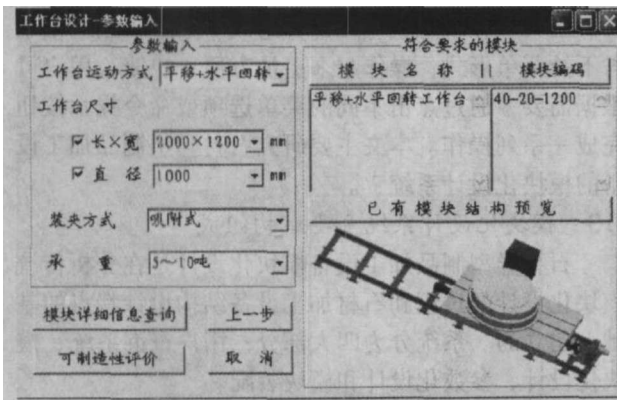 工作台设计-参数输入
参数输入
工作台运动方式 平移+水平回转
工作台尺寸
长×宽 2000×1200 mm
直 径 1000 mm
装夹方式 吸附式
承 重 5～10吨
模块详细信息查询 上一步
可制造性评价 取 消
符合要求的模块
模 块 名 称 || 模块编码
平移+水平回转工作台 40-20-1200
已 有 模 块 结 构 预 览